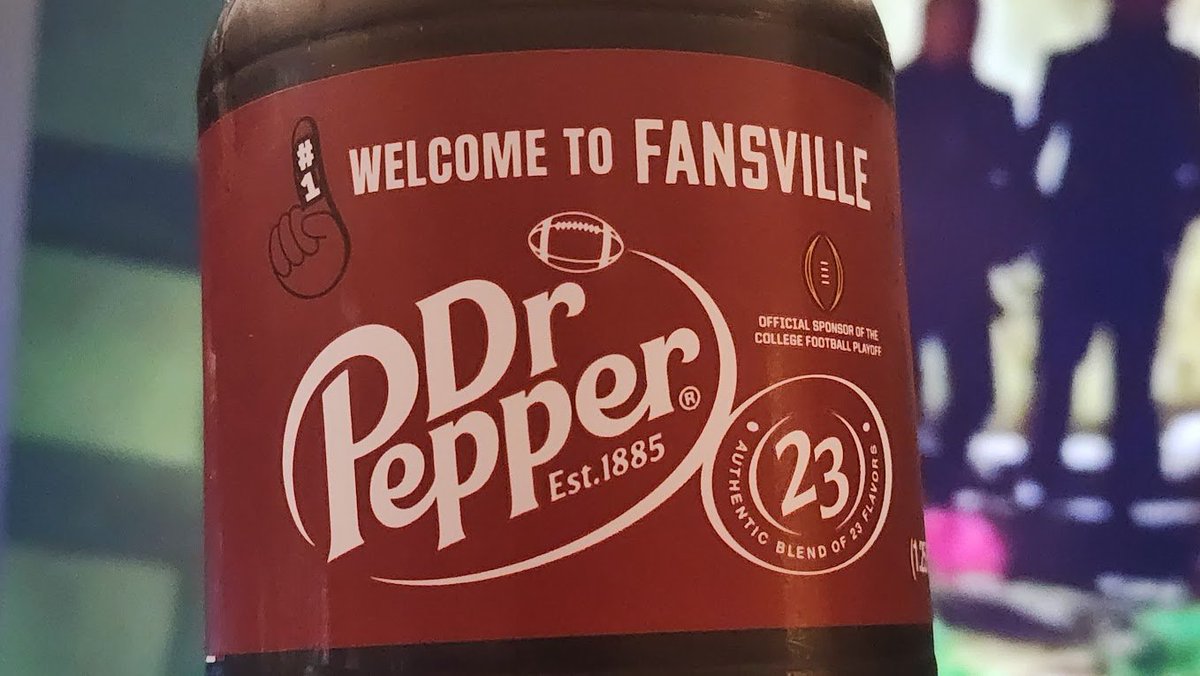 #1
WELCOME TO FANSVILLE
Dr
Pepper®
Est.1885
OFFICIAL SPONSOR OF THE
COLLEGE FOOTBALL PLAYOFF
23
AUTHENTIC BLEND OF 23 FLAVORS